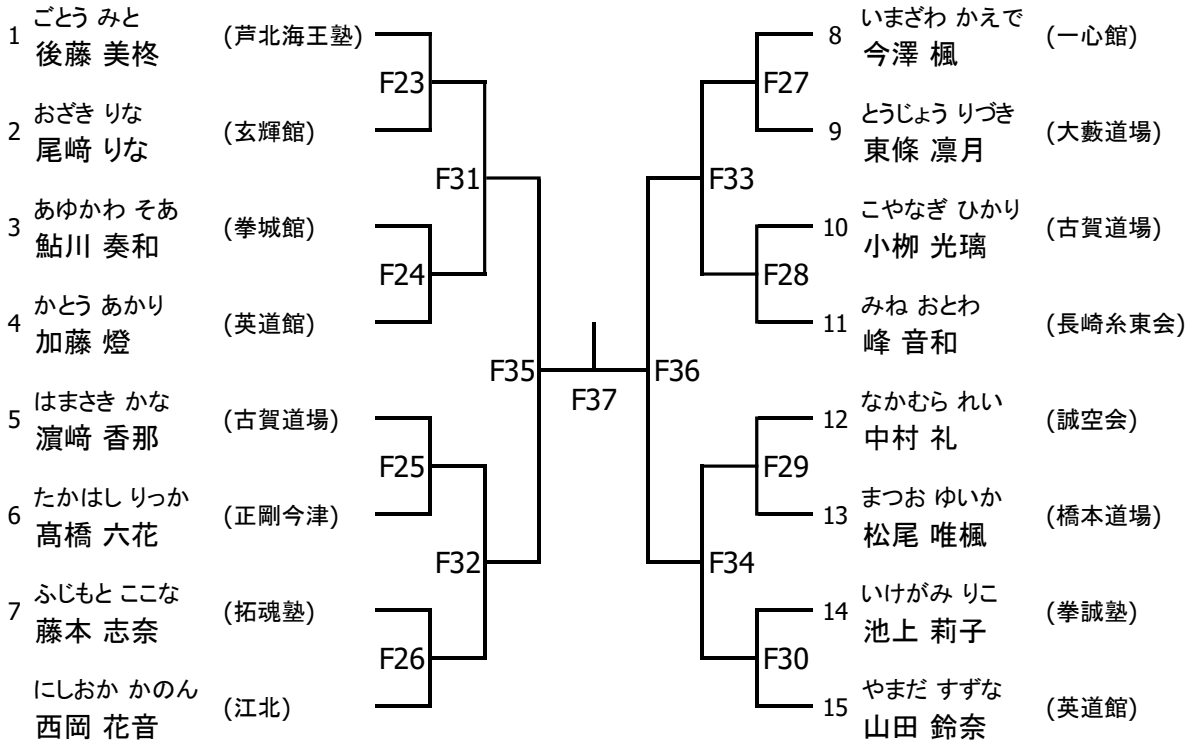 ごとう みと
1 後藤 美柊 (芦北海王塾)
おざき りな
2 尾﨑 りな (玄輝館)
あゆかわ そあ
3 鮎川 奏和 (拳城館)
かとう あかり
4 加藤 燈 (英道館)
はまさき かな
5 濵﨑 香那 (古賀道場)
たかはし りっか
6 髙橋 六花 (正剛今津)
ふじもと ここな
7 藤本 志奈 (拓魂塾)
にしおか かのん
西岡 花音 (江北)
F23
F24
F25
F26
F31
F32
F35
F37
F36
F33
F34
F27
F28
F29
F30
いまざわ かえで
8 今澤 楓 (一心館)
とうじょう りづき
9 東條 凛月 (大藪道場)
こやなぎ ひかり
10 小栁 光璃 (古賀道場)
みね おとわ
11 峰 音和 (長崎糸東会)
なかむら れい
12 中村 礼 (誠空会)
まつお ゆいか
13 松尾 唯楓 (橋本道場)
いけがみ りこ
14 池上 莉子 (拳誠塾)
やまだ すずな
15 山田 鈴奈 (英道館)